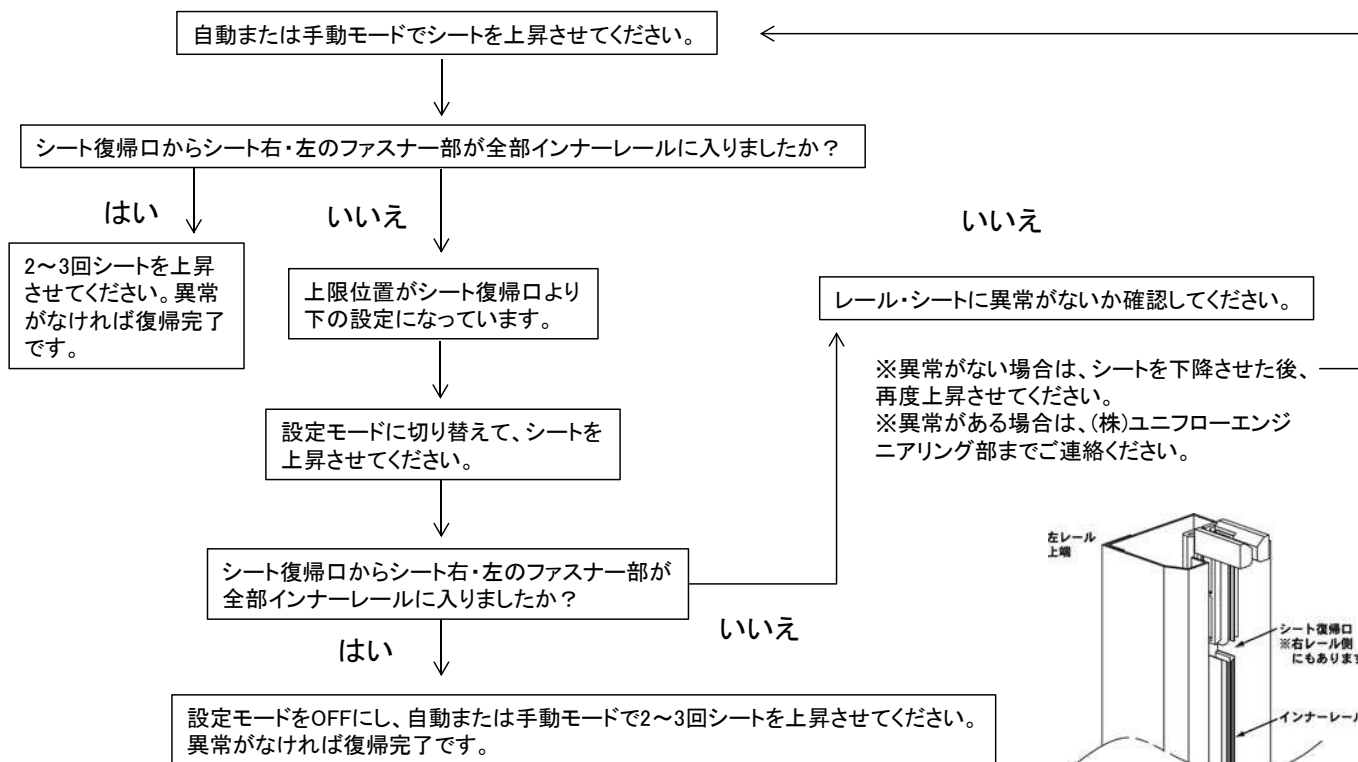 自動または手動モードでシートを上昇させてください。
シート復帰口からシート右・左のファスナー部が全部インナーレールに入りましたか？
はい
いいえ
いいえ
2～3回シートを上昇
させてください。異常
がなければ復帰完了
です。
上限位置がシート復帰口より
下の設定になっています。
レール・シートに異常がないか確認してください。
※異常がない場合は、シートを下降させた後、
再度上昇させてください。
※異常がある場合は、(株)ユニフローエンジ
ニアリング部までご連絡ください。
設定モードに切り替えて、シートを
上昇させてください。
シート復帰口からシート右・左のファスナー部が
全部インナーレールに入りましたか？
いいえ
はい
設定モードをOFFにし、自動または手動モードで2～3回シートを上昇させてください。
異常がなければ復帰完了です。
左レール
上端
シート復帰口
※右レール側
にもあります
インナーレール